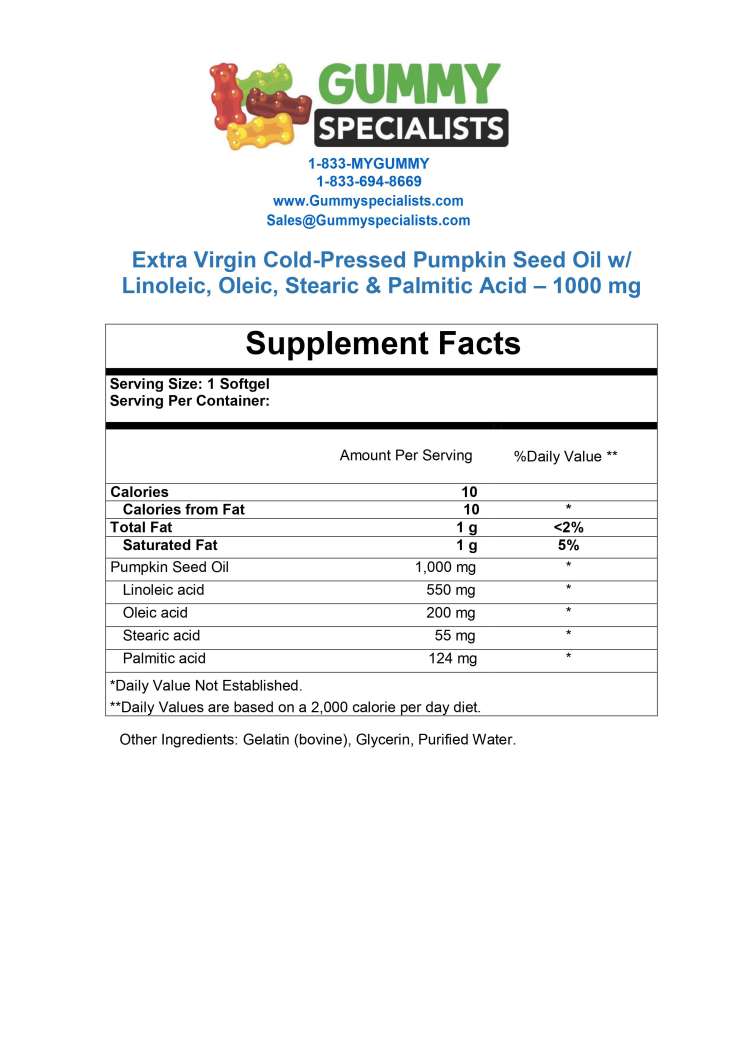 GUMMY
SPECIALISTS
1-833-MYGUMMY
1-833-694-8669
www.Gummyspecialists.com
Sales@Gummyspecialists.com
Extra Virgin Cold-Pressed Pumpkin Seed Oil w/
Linoleic, Oleic, Stearic & Palmitic Acid – 1000 mg
Supplement Facts
Serving Size: 1 Softgel
Serving Per Container:
Amount Per Serving %Daily Value **
Calories 10
Calories from Fat 10 *
Total Fat 1 g <2%
Saturated Fat 1 g 5%
Pumpkin Seed Oil 1,000 mg *
Linoleic acid 550 mg *
Oleic acid 200 mg *
Stearic acid 55 mg *
Palmitic acid 124 mg *
*Daily Value Not Established.
**Daily Values are based on a 2,000 calorie per day diet.
Other Ingredients: Gelatin (bovine), Glycerin, Purified Water.